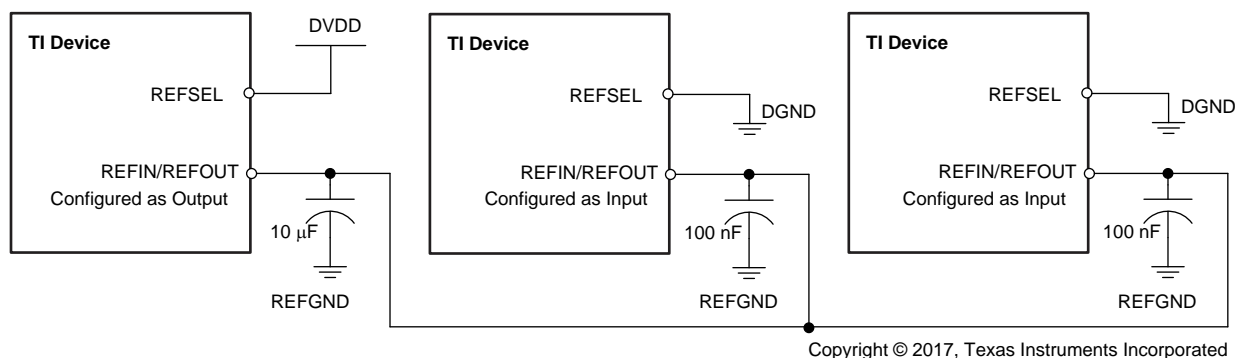 DVDD
TI Device
REFSEL
REFIN/REFOUT
Configured as Output
10 μF
REFGND
TI Device
REFSEL
DGND
REFIN/REFOUT
Configured as Input
100 nF
REFGND
TI Device
REFSEL
DGND
REFIN/REFOUT
Configured as Input
100 nF
REFGND
Copyright © 2017, Texas Instruments Incorporated